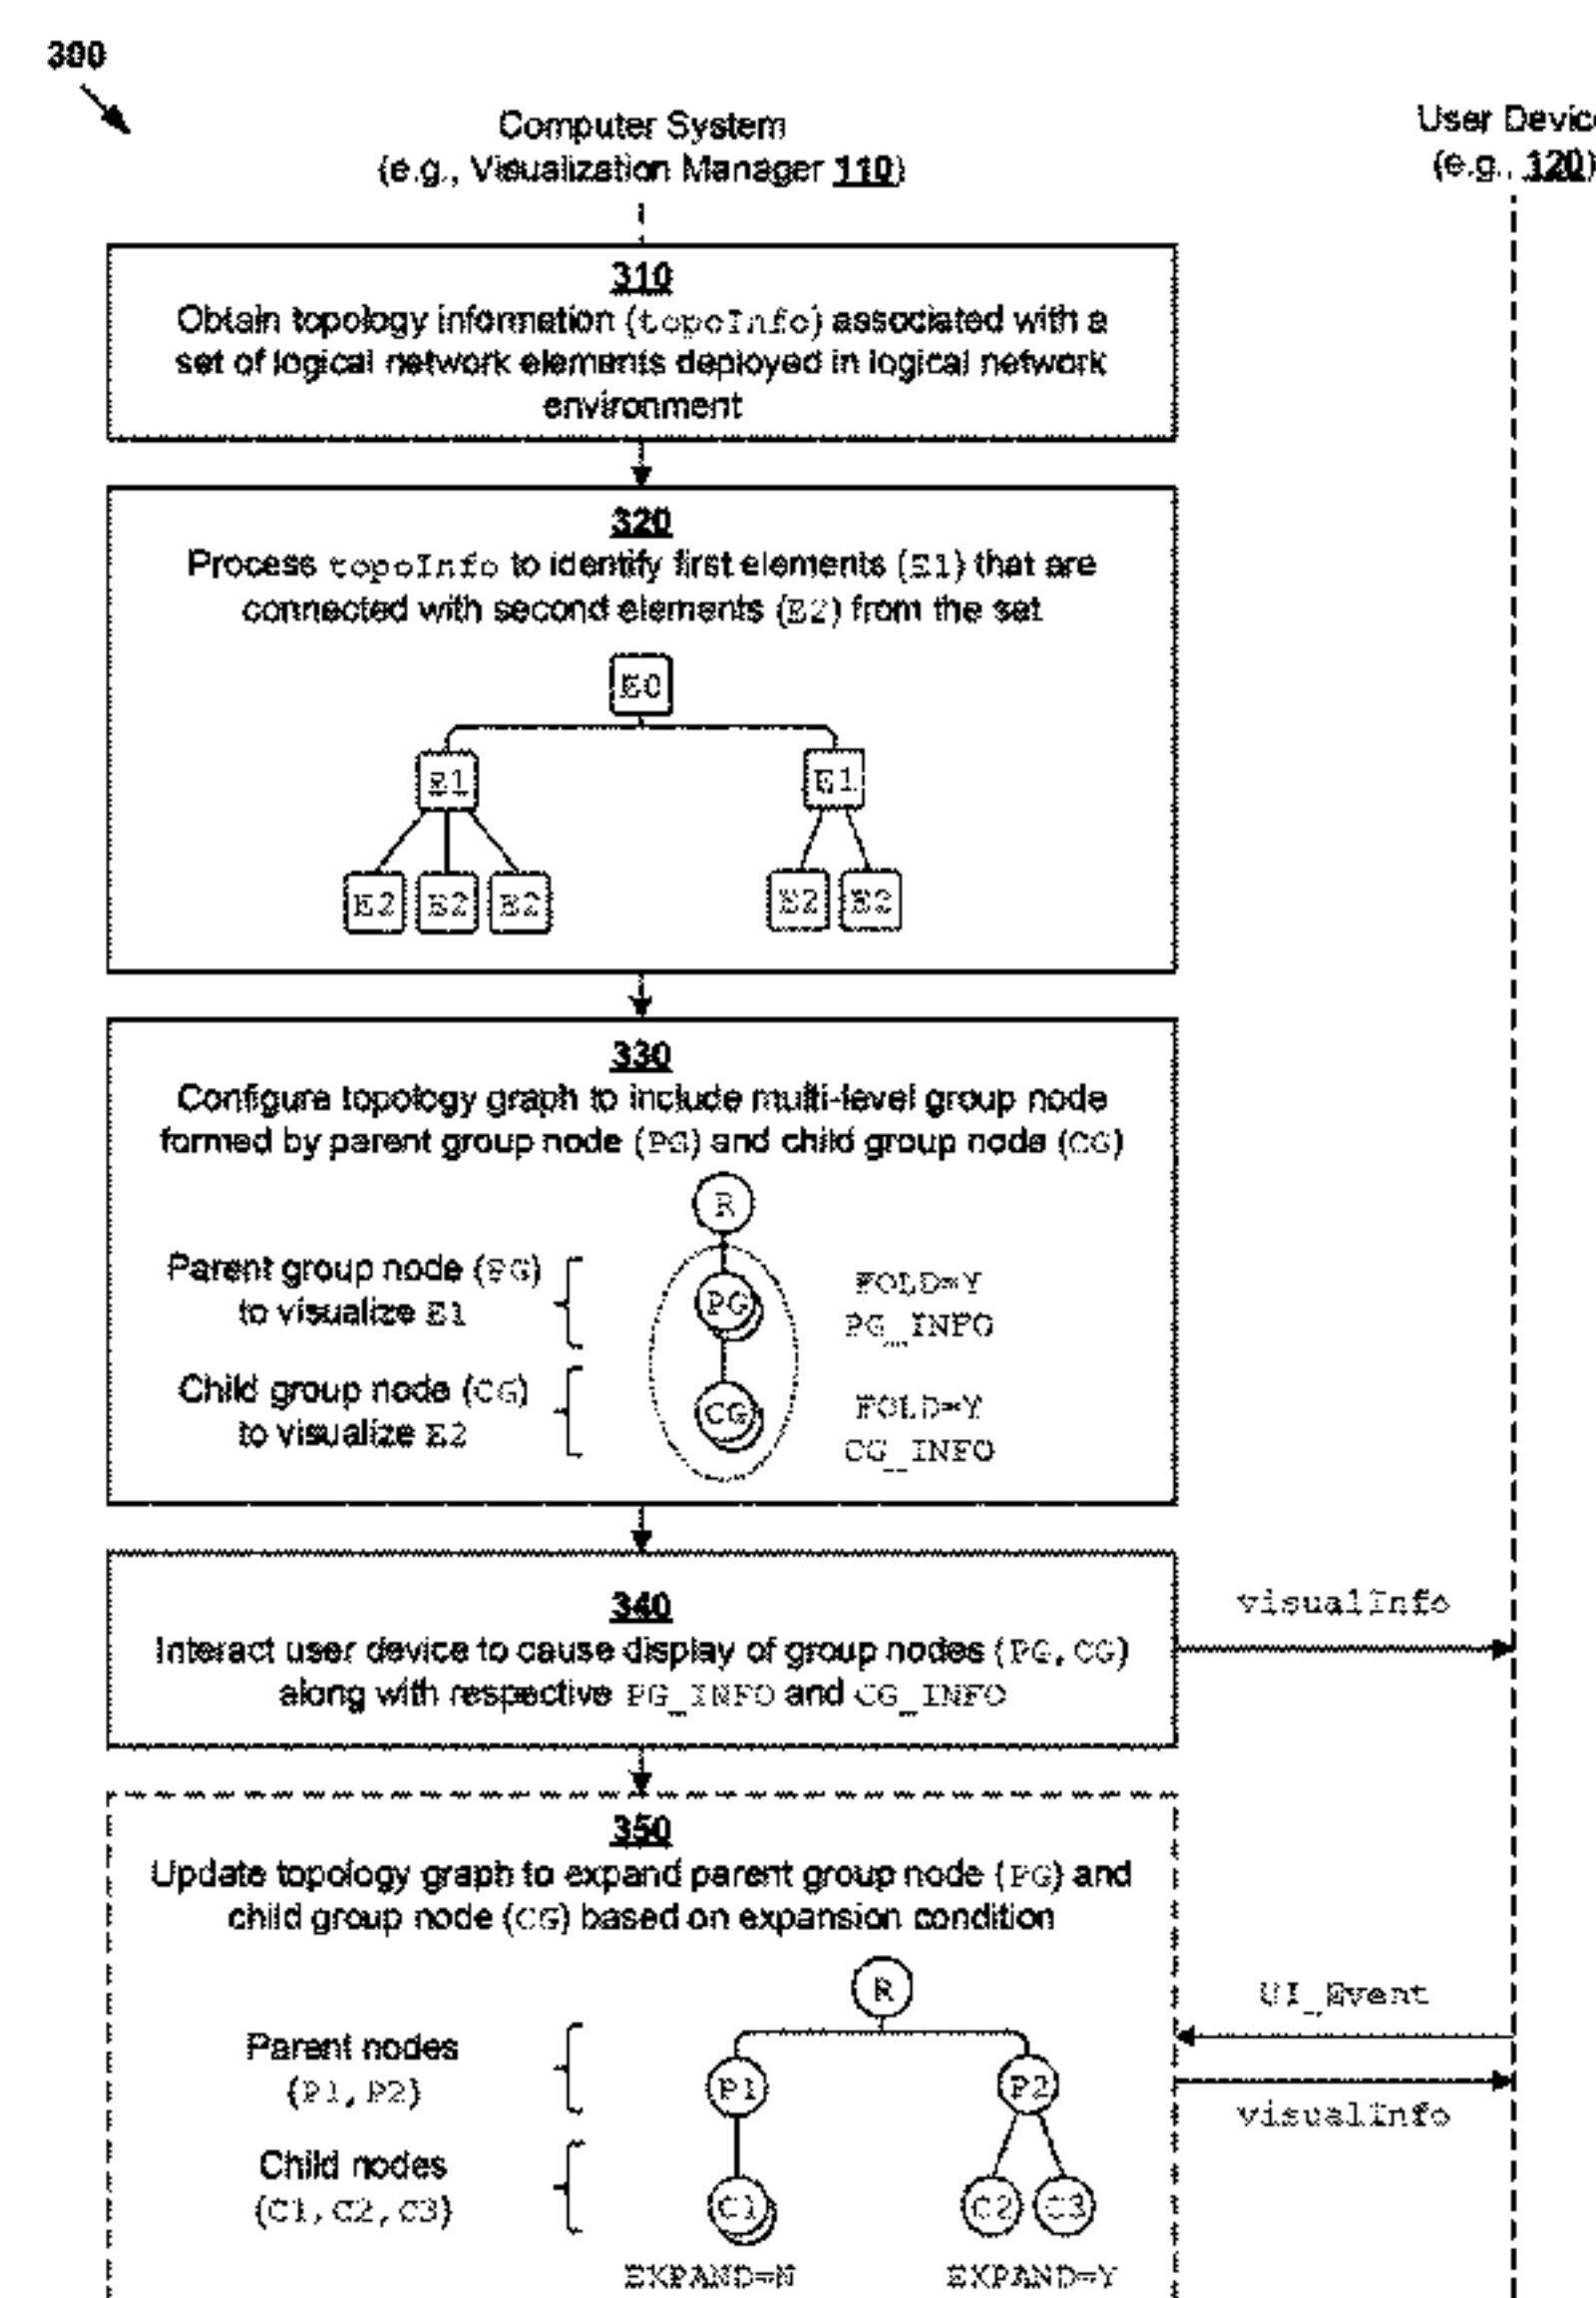 300
Computer System
(e.g., Visualization Manager 110)
User Device
(e.g., 120)
310
Obtain topology information (topoInfo) associated with a
set of logical network elements deployed in logical network
environment
320
Process topoInfo to identify first elements (E1) that are
connected with second elements (E2) from the set
E0
E1 E1
E2 E2 E2 E2 E2
330
Configure topology graph to include multi-level group node
formed by parent group node (PG) and child group node (CG)
R
Parent group node (PG)
to visualize E1
PG
FOLD=Y
PG_INFO
Child group node (CG)
to visualize E2
CG
FOLD=Y
CG_INFO
340
Interact user device to cause display of group nodes (PG, CG)
along with respective PG_INFO and CG_INFO
visualInfo
350
Update topology graph to expand parent group node (PG) and
child group node (CG) based on expansion condition
R
UI_Event
Parent nodes
(P1, P2)
P1 P2
visualInfo
Child nodes
(C1, C2, C3)
C1 C2 C3
EXPAND=N EXPAND=Y